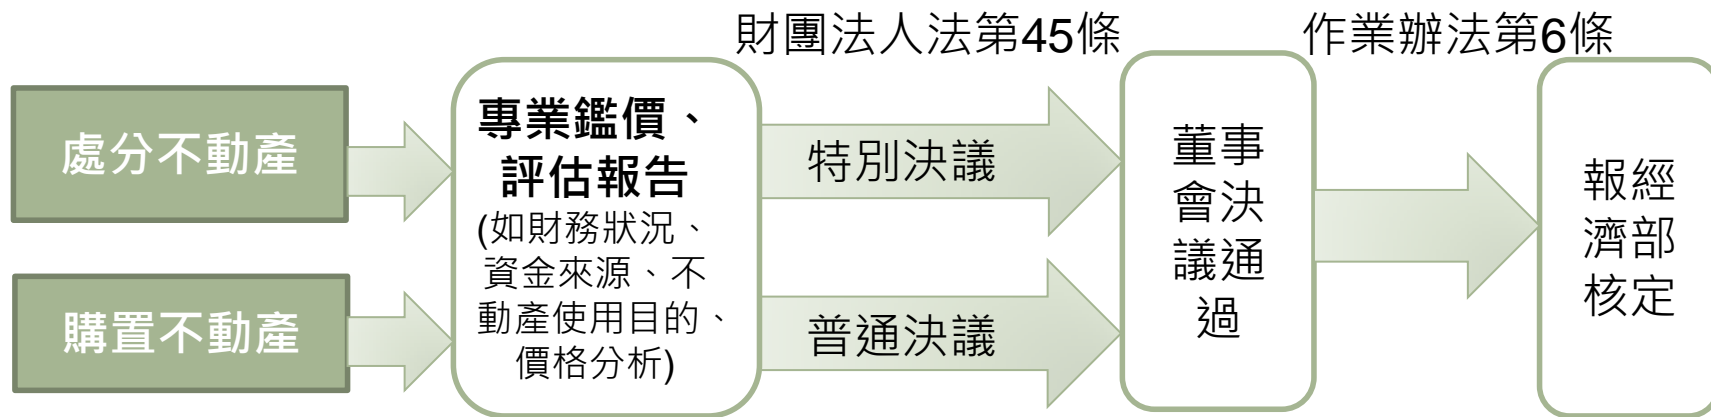 財團法人法第45條
作業辦法第6條
處分不動產
購置不動產
專業鑑價、
評估報告
(如財務狀況、
資金來源、不
動產使用目的、
價格分析)
特別決議
普通決議
董事
會決
議通
過
報經
濟部
核定